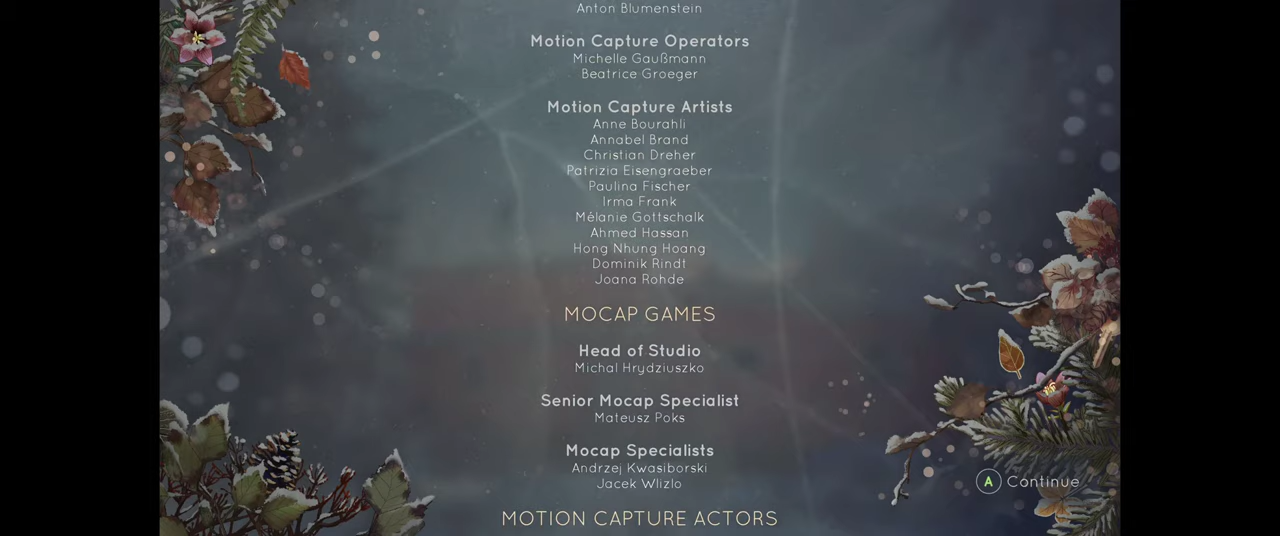 Anton Blumenstein
Motion Capture Operators
Michelle Gaußmann
Beatrice Groeger
Motion Capture Artists
Anne Bourahli
Annabel Brand
Christian Dreher
Patrizia Eisengraeber
Paulina Fischer
Irma Frank
Mélanie Gottschalk
Ahmed Hassan
Hong Nhung Hoang
Dominik Rindt
Joana Rohde
MOCAP GAMES
Head of Studio
Michal Hrydziuszko
Senior Mocap Specialist
Mateusz Poks
Mocap Specialists
Andrzej Kwasiborski
Jacek Wlizlo
A Continue
MOTION CAPTURE ACTORS